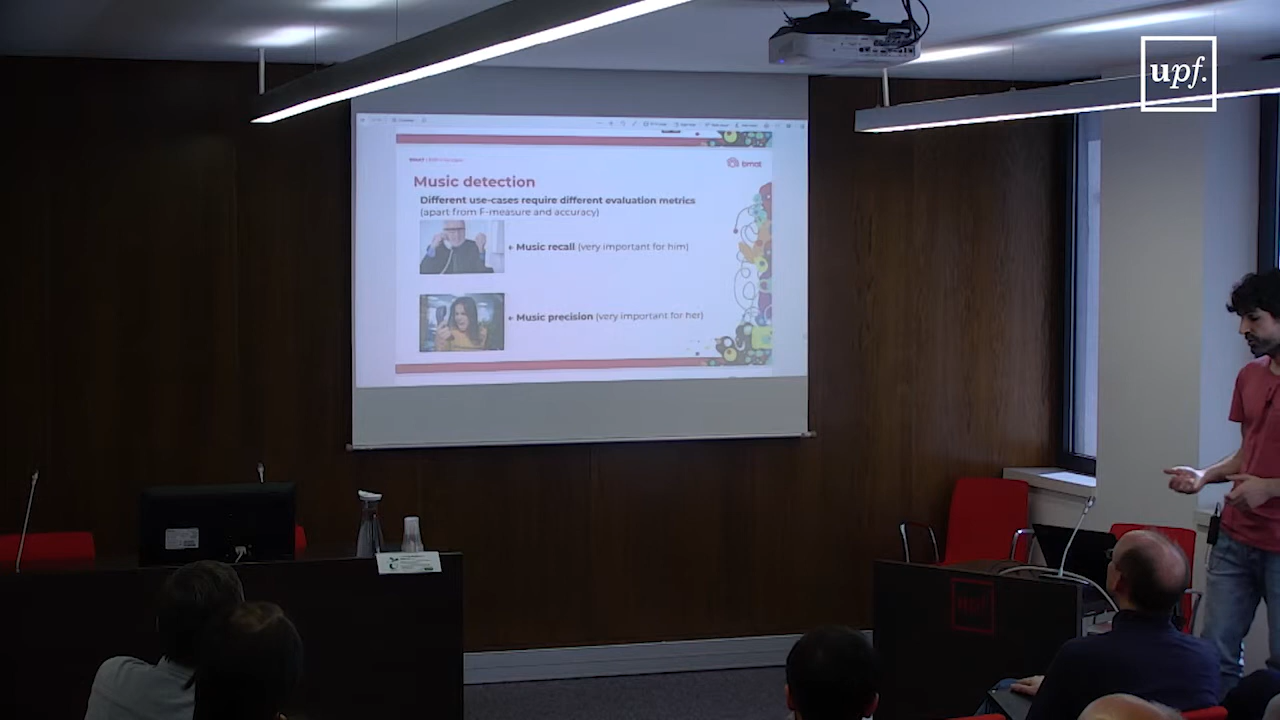 upf.
bmat
Music detection
Different use-cases require different evaluation metrics
(apart from F-measure and accuracy)
← Music recall (very important for him)
← Music precision (very important for her)
upf.